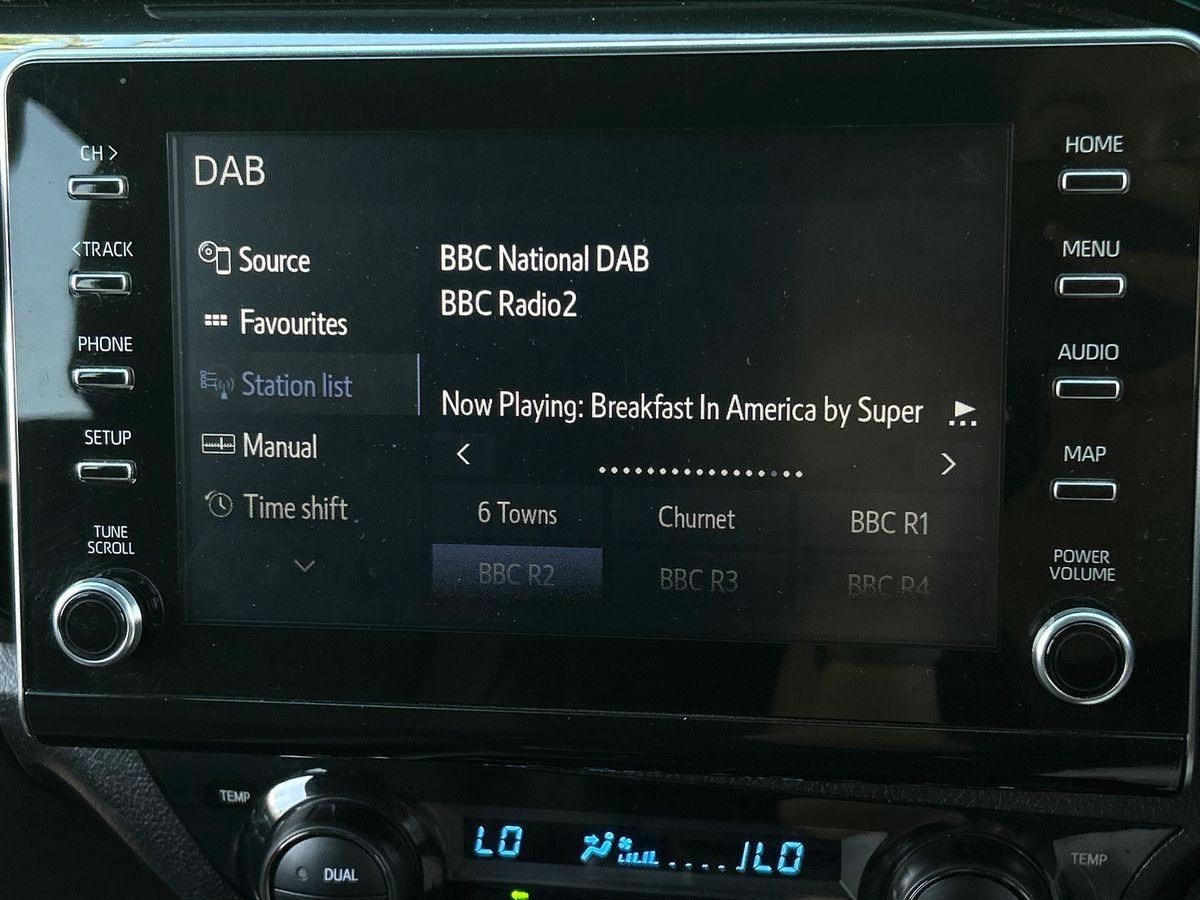 DAB
CH >
< TRACK
PHONE
SETUP
TUNE
SCROLL
Source
Favourites
Station list
Manual
Time shift
BBC National DAB
BBC Radio2
Now Playing: Breakfast In America by Super
6 Towns
Churnet
BBC R1
BBC R2
BBC R3
BBC R4
HOME
MENU
AUDIO
MAP
POWER
VOLUME
TEMP
DUAL
LO
LO
TEMP